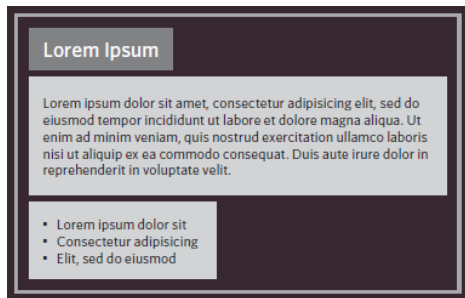 Lorem Ipsum
Lorem ipsum dolor sit amet, consectetur adipisicing elit, sed do
eiusmod tempor incididunt ut labore et dolore magna aliqua. Ut
enim ad minim veniam, quis nostrud exercitation ullamco laboris
nisi ut aliquip ex ea commodo consequat. Duis aute irure dolor in
reprehenderit in voluptate velit.
• Lorem ipsum dolor sit
• Consectetur adipisicing
• Elit, sed do eiusmod